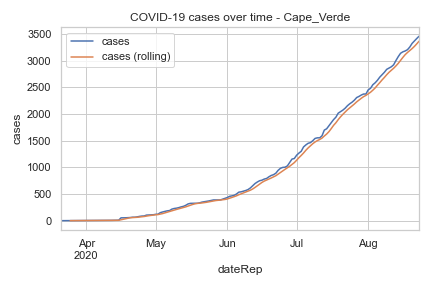 COVID-19 cases over time - Cape_Verde
cases
cases (rolling)
cases
3500
3000
2500
2000
1500
1000
500
0
Apr
2020
May
Jun
Jul
Aug
dateRep